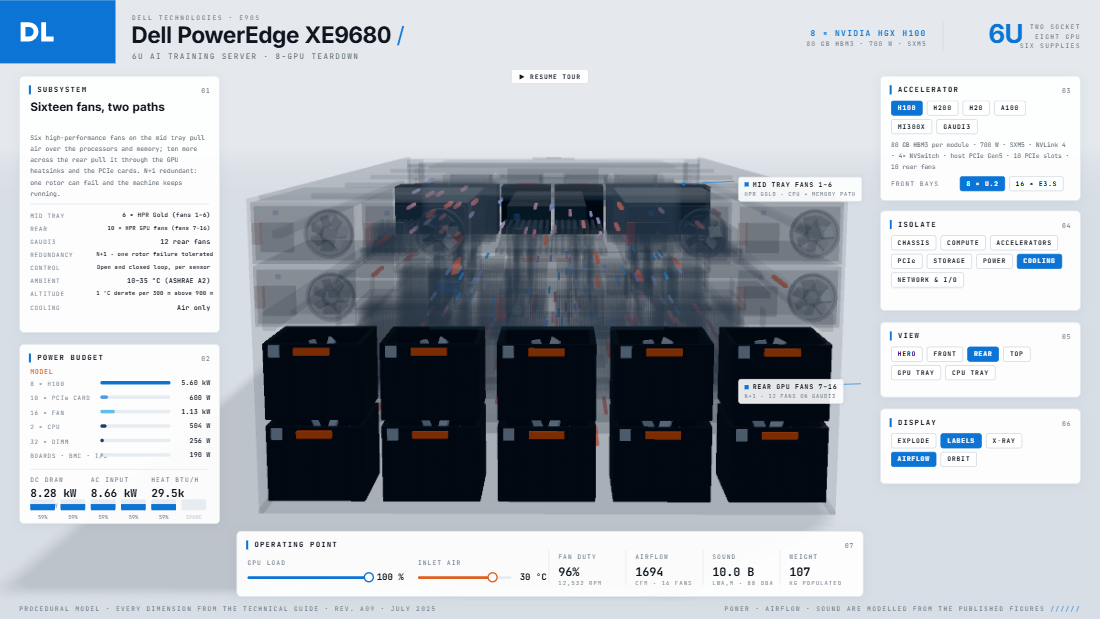 DL
DELL TECHNOLOGIES · E90S
Dell PowerEdge XE9680 /
6U AI TRAINING SERVER · 8-GPU TEARDOWN
8 × NVIDIA HGX H100
80 GB HBM3 · 700 W · SXM5
6U
TWO SOCKET
EIGHT GPU
SIX SUPPLIES
▶ RESUME TOUR
SUBSYSTEM 01
Sixteen fans, two paths
Six high-performance fans on the mid tray pull
air over the processors and memory; ten more
across the rear pull it through the GPU
heatsinks and the PCIe cards. N+1 redundant:
one rotor can fail and the machine keeps
running.
MID TRAY 6 × HPR Gold (fans 1-6)
REAR 10 × HPR GPU fans (fans 7-16)
GAUDI3 12 rear fans
REDUNDANCY N+1 · one rotor failure tolerated
CONTROL Open and closed loop, per sensor
AMBIENT 10-35 °C (ASHRAE A2)
ALTITUDE 1 °C derate per 300 m above 900 m
COOLING Air only
POWER BUDGET 02
MODEL
8 × H100 5.60 kW
10 × PCIe CARD 600 W
16 × FAN 1.13 kW
2 × CPU 504 W
32 × DIMM 256 W
BOARDS · BMC · 190 W
DC DRAW AC INPUT HEAT BTU/H
8.28 kW 8.66 kW 29.5k
59% 59% 59% 59% 59% SPARE
MID TRAY FANS 1-6
HPR GOLD · CPU + MEMORY PATH
REAR GPU FANS 7-16
N+1 · 12 FANS ON GAUDI3
ACCELERATOR 03
H100 H200 H20 A100
MI300X GAUDI3
80 GB HBM3 per module · 700 W · SXM5 · NVLink 4
· 4× NVSwitch · host PCIe Gen5 · 10 PCIe slots ·
10 rear fans
FRONT BAYS 8 × U.2 16 × E3.S
ISOLATE 04
CHASSIS COMPUTE ACCELERATORS
PCIe STORAGE POWER COOLING
NETWORK & I/O
VIEW 05
HERO FRONT REAR TOP
GPU TRAY CPU TRAY
DISPLAY 06
EXPLODE LABELS X-RAY
AIRFLOW ORBIT
OPERATING POINT 07
GPU LOAD 100 %
INLET AIR 30 °C
FAN DUTY
96%
12,532 RPM
AIRFLOW
1694
CFM · 16 FANS
SOUND
10.0 B
LWA,M · 88 DBA
WEIGHT
107
KG POPULATED
PROCEDURAL MODEL · EVERY DIMENSION FROM THE TECHNICAL GUIDE · REV. A09 · JULY 2025
POWER · AIRFLOW · SOUND ARE MODELLED FROM THE PUBLISHED FIGURES //////